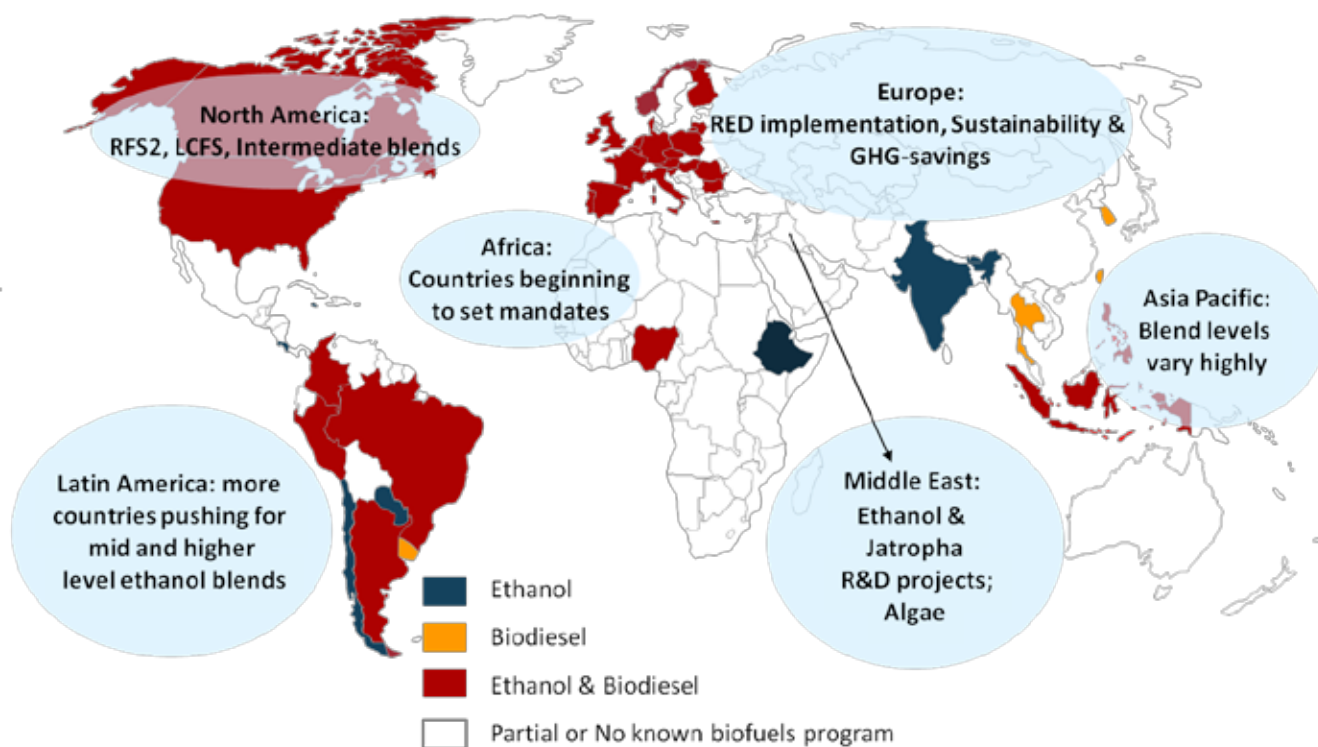 North America:
RFS2, LCFS, Intermediate blends
Europe:
RED implementation, Sustainability &
GHG-savings
Africa:
Countries beginning
to set mandates
Asia Pacific:
Blend levels
vary highly
Latin America: more
countries pushing for
mid and higher
level ethanol blends
Middle East:
Ethanol &
Jatropha
R&D projects;
Algae
Ethanol
Biodiesel
Ethanol & Biodiesel
Partial or No known biofuels program